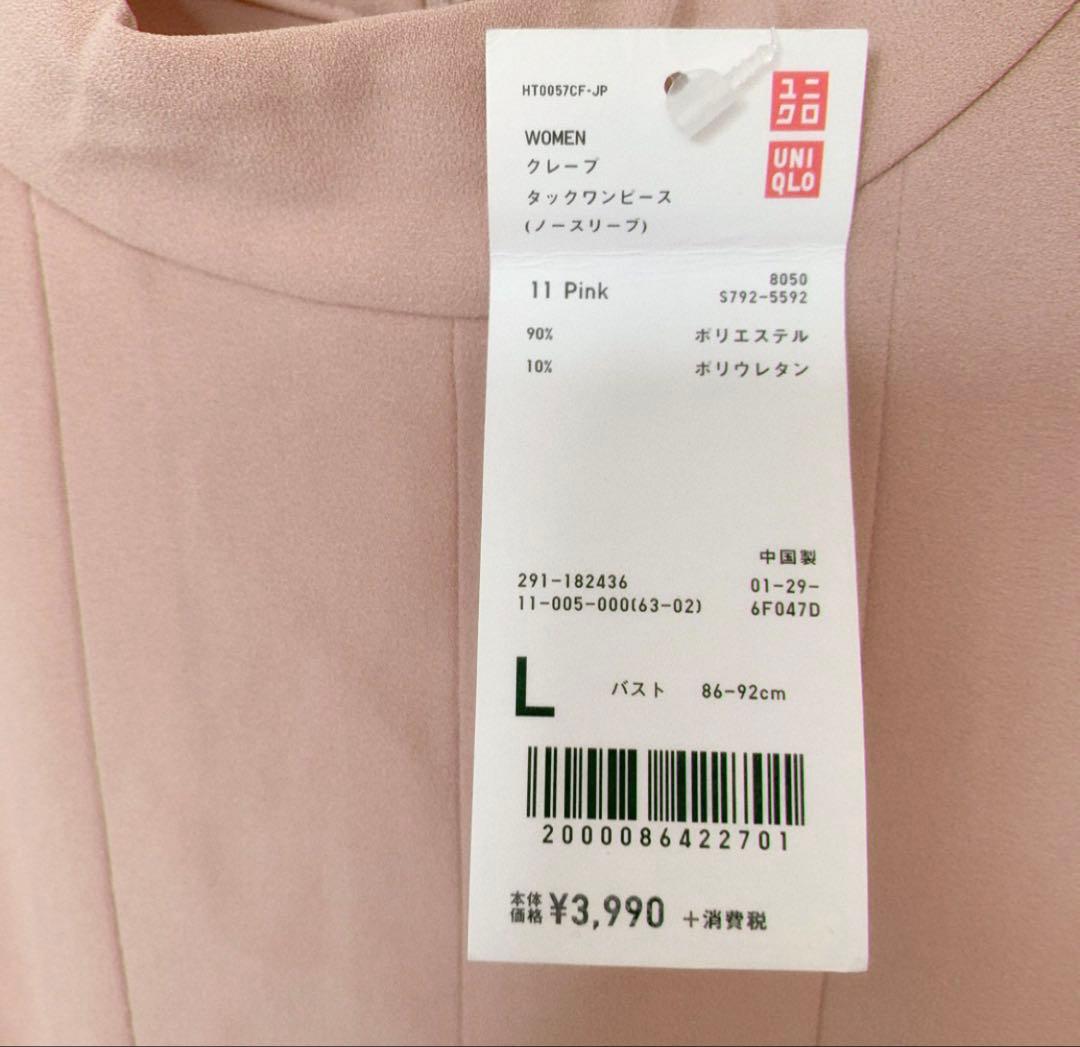 HT0057CF-JP
ユニ
クロ
UNI
QLO
WOMEN
クレープ
タックワンピース
(ノースリーブ)
11 Pink
8050
S792-5592
90% ポリエステル
10% ポリウレタン
中国製
291-182436 01-29-
11-005-000(63-02) 6F047D
L バスト 86-92cm
2000086422701
本体
価格 ¥3,990 +消費税